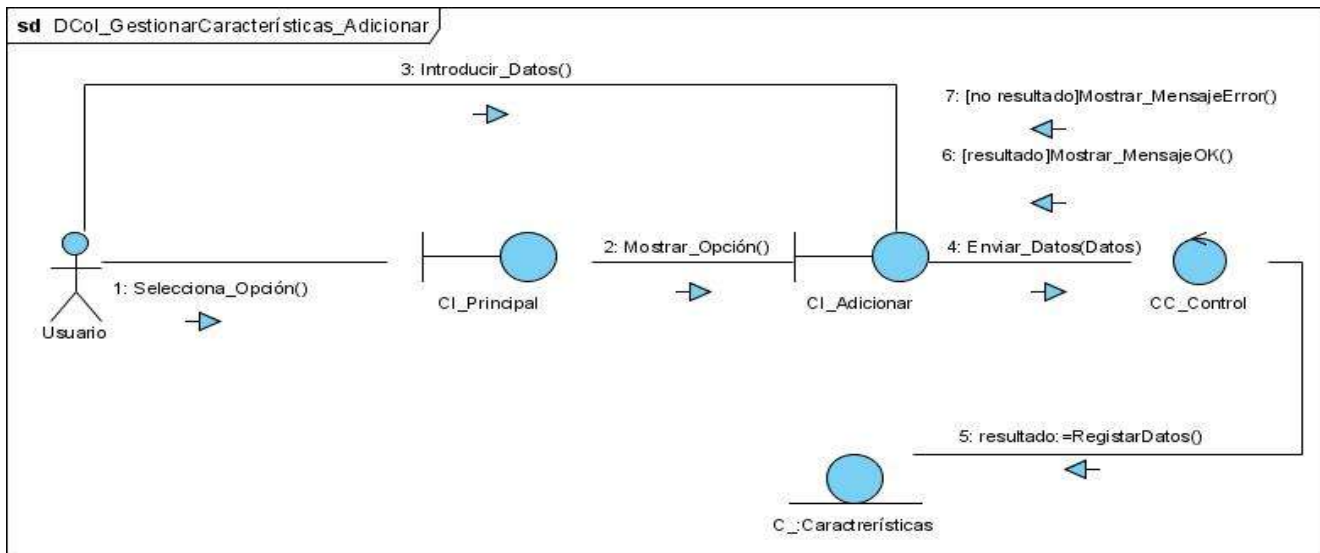 sd DCol_GestionarCaracterísticas_Adicionar
3: Introducir_Datos()
7: [no resultado]Mostrar_MensajeError()
6: [resultado]Mostrar_MensajeOK()
2: Mostrar_Opción()
4: Enviar_Datos(Datos)
1: Selecciona_Opción()
CI_Principal
CI_Adicionar
CC_Control
Usuario
5: resultado:=RegistarDatos()
C_:Caractrerísticas